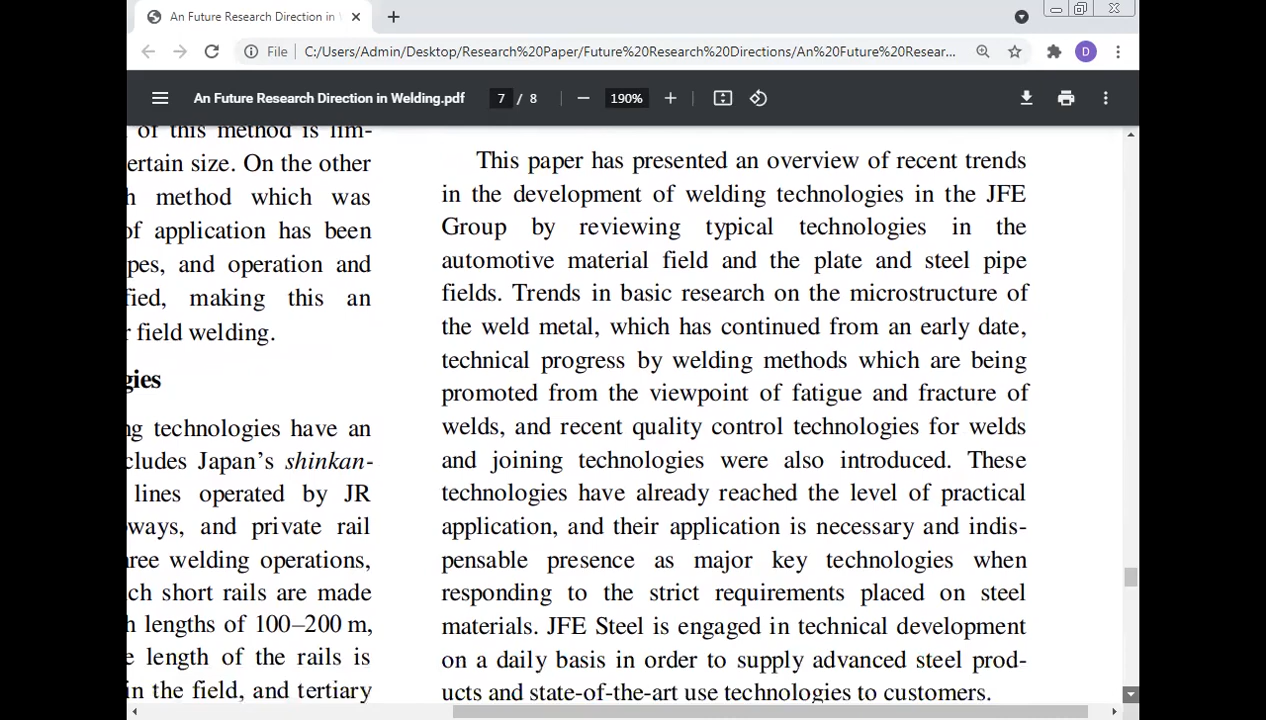 An Future Research Direction in
File C:/Users/Admin/Desktop/Research%20Paper/Future%20Research%20Directions/An%20Future%20Resear...
D
An Future Research Direction in Welding.pdf 7 / 8 190%
of this method is lim-
ertain size. On the other
h method which was
of application has been
pes, and operation and
fied, making this an
r field welding.
gies
ng technologies have an
cludes Japan's shinkan-
lines operated by JR
ways, and private rail
hree welding operations,
ch short rails are made
h lengths of 100–200 m,
e length of the rails is
in the field, and tertiary
This paper has presented an overview of recent trends
in the development of welding technologies in the JFE
Group by reviewing typical technologies in the
automotive material field and the plate and steel pipe
fields. Trends in basic research on the microstructure of
the weld metal, which has continued from an early date,
technical progress by welding methods which are being
promoted from the viewpoint of fatigue and fracture of
welds, and recent quality control technologies for welds
and joining technologies were also introduced. These
technologies have already reached the level of practical
application, and their application is necessary and indis-
pensable presence as major key technologies when
responding to the strict requirements placed on steel
materials. JFE Steel is engaged in technical development
on a daily basis in order to supply advanced steel prod-
ucts and state-of-the-art use technologies to customers.